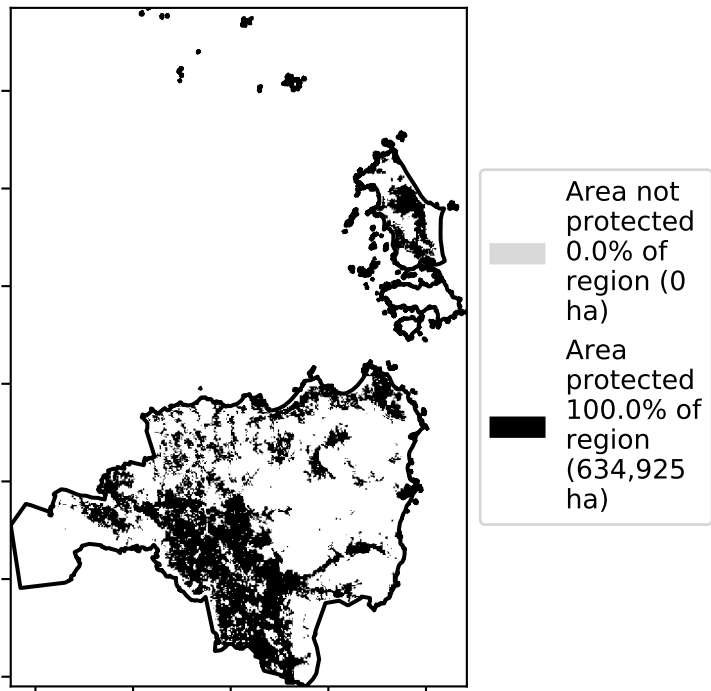 Area not
protected
0.0% of
region (0
ha)
Area
protected
100.0% of
region
(634,925
ha)